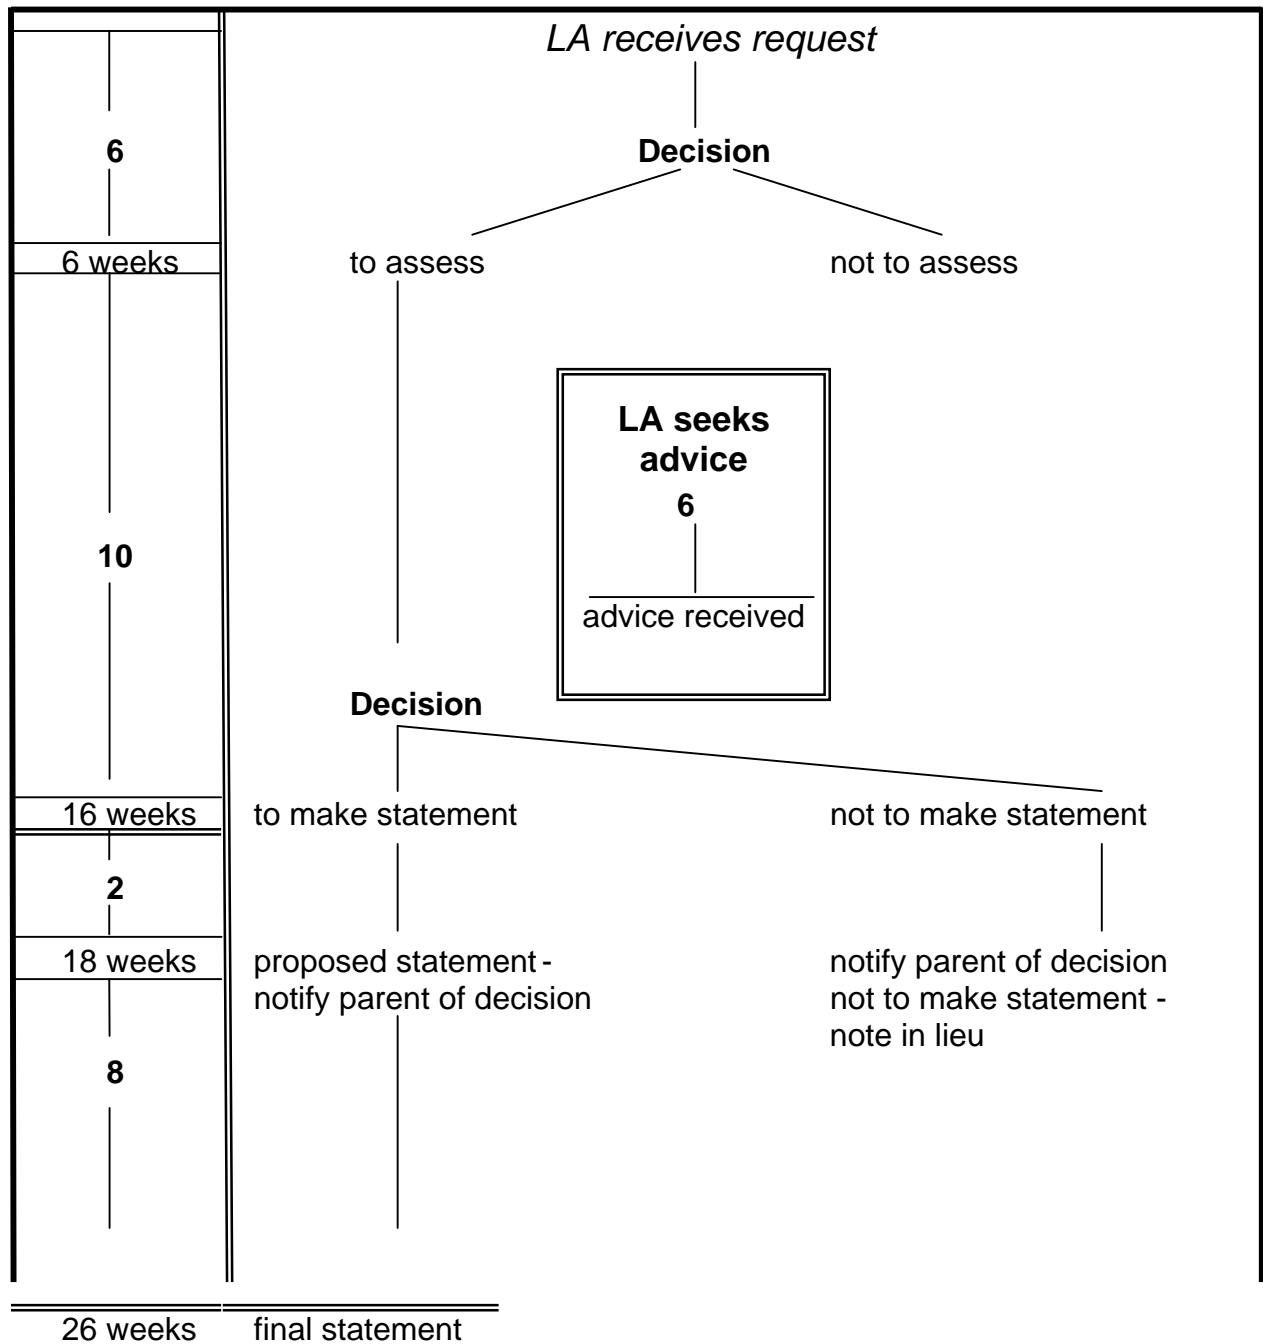 LA receives request
6
Decision
6 weeks
to assess
not to assess
LA seeks
advice
6
10
advice received
Decision
16 weeks
to make statement
not to make statement
2
18 weeks
proposed statement -
notify parent of decision
notify parent of decision
not to make statement -
note in lieu
8
26 weeks
final statement